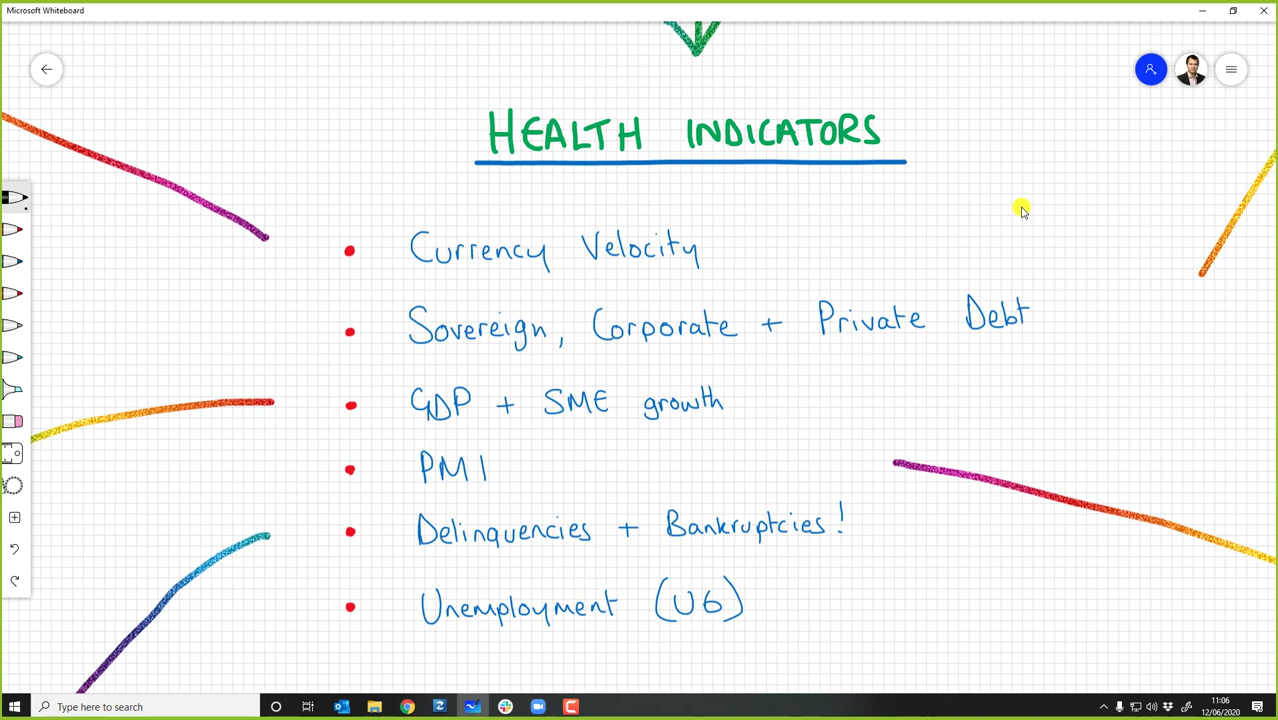 Microsoft Whiteboard
HEALTH INDICATORS
• Currency Velocity
• Sovereign, Corporate + Private Debt
• GDP + SME growth
• PMI
• Delinquencies + Bankruptcies!
• Unemployment (U6)
Type here to search
11:06
12/06/2020